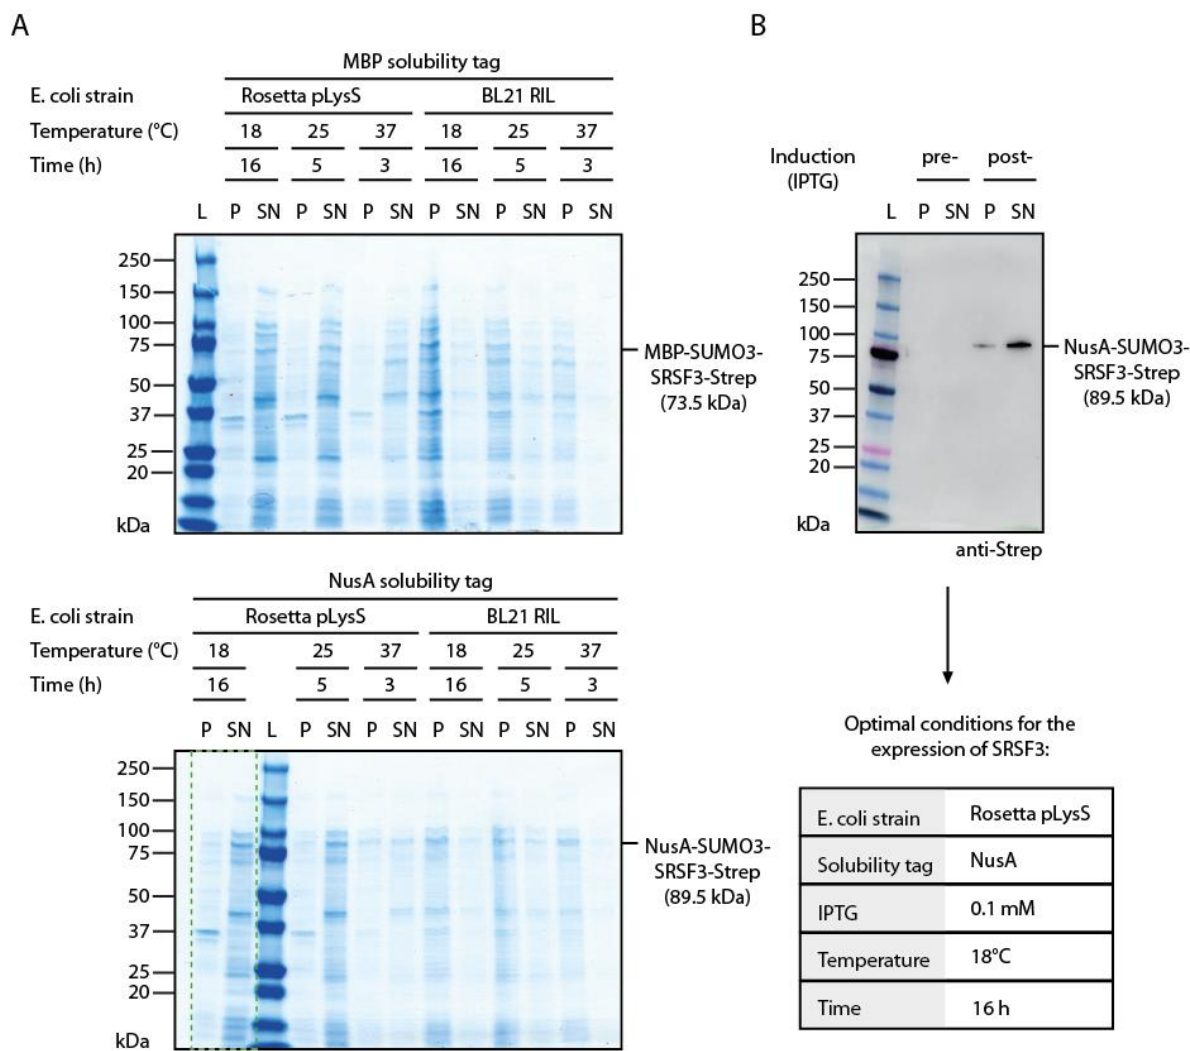 A
MBP solubility tag
E. coli strain Rosetta pLysS BL21 RIL
Temperature (°C) 18 25 37 18 25 37
Time (h) 16 5 3 16 5 3
L P SN P SN P SN P SN P SN P SN
250
150
100
75
50
37
25
20
kDa
MBP-SUMO3-
SRSF3-Strep
(73.5 kDa)
NusA solubility tag
E. coli strain Rosetta pLysS BL21 RIL
Temperature (°C) 18 25 37 18 25 37
Time (h) 16 5 3 16 5 3
P SN L P SN P SN P SN P SN P SN
250
150
100
75
50
37
25
20
kDa
NusA-SUMO3-
SRSF3-Strep
(89.5 kDa)
B
Induction
(IPTG)
pre- post-
L P SN P SN
250
150
100
75
50
37
25
20
kDa
NusA-SUMO3-
SRSF3-Strep
(89.5 kDa)
anti-Strep
Optimal conditions for the
expression of SRSF3:
E. coli strain Rosetta pLysS
Solubility tag NusA
IPTG 0.1 mM
Temperature 18°C
Time 16 h